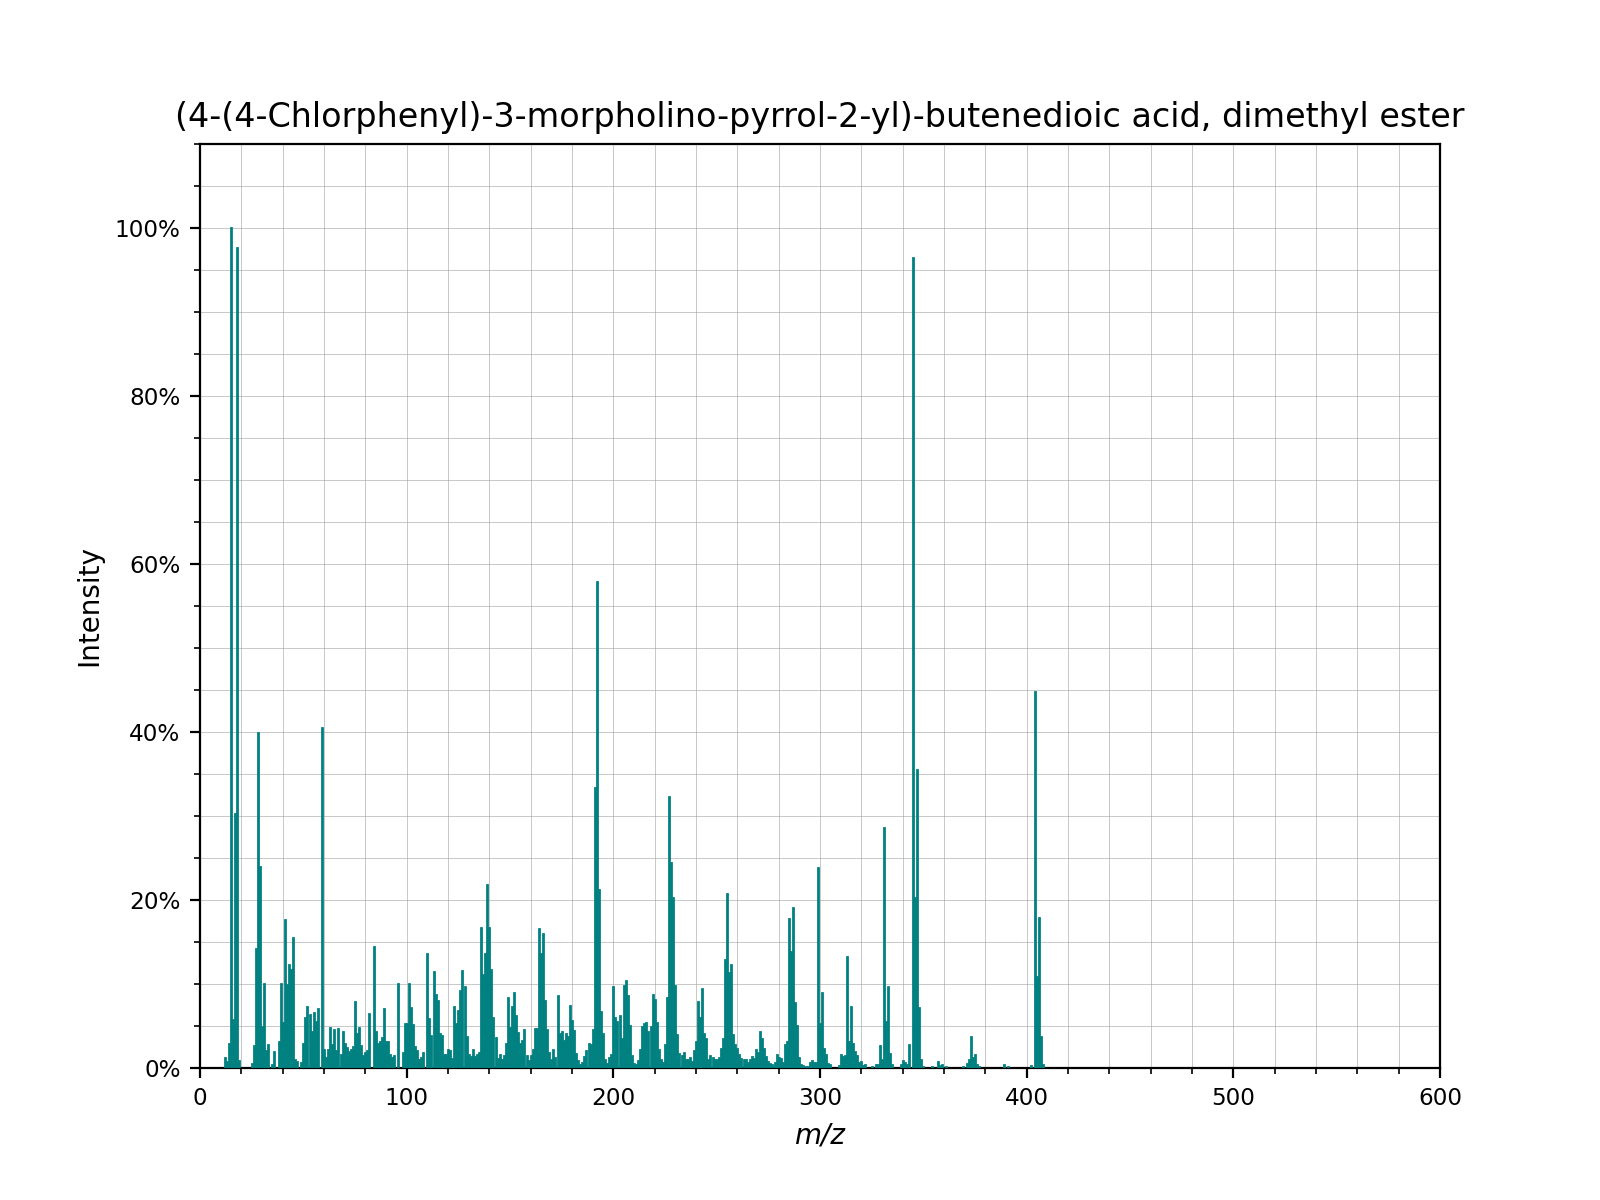 (4-(4-Chlorphenyl)-3-morpholino-pyrrol-2-yl)-butenedioic acid, dimethyl ester
100%
80%
60%
40%
20%
0%
Intensity
0 100 200 300 400 500 600
m/z